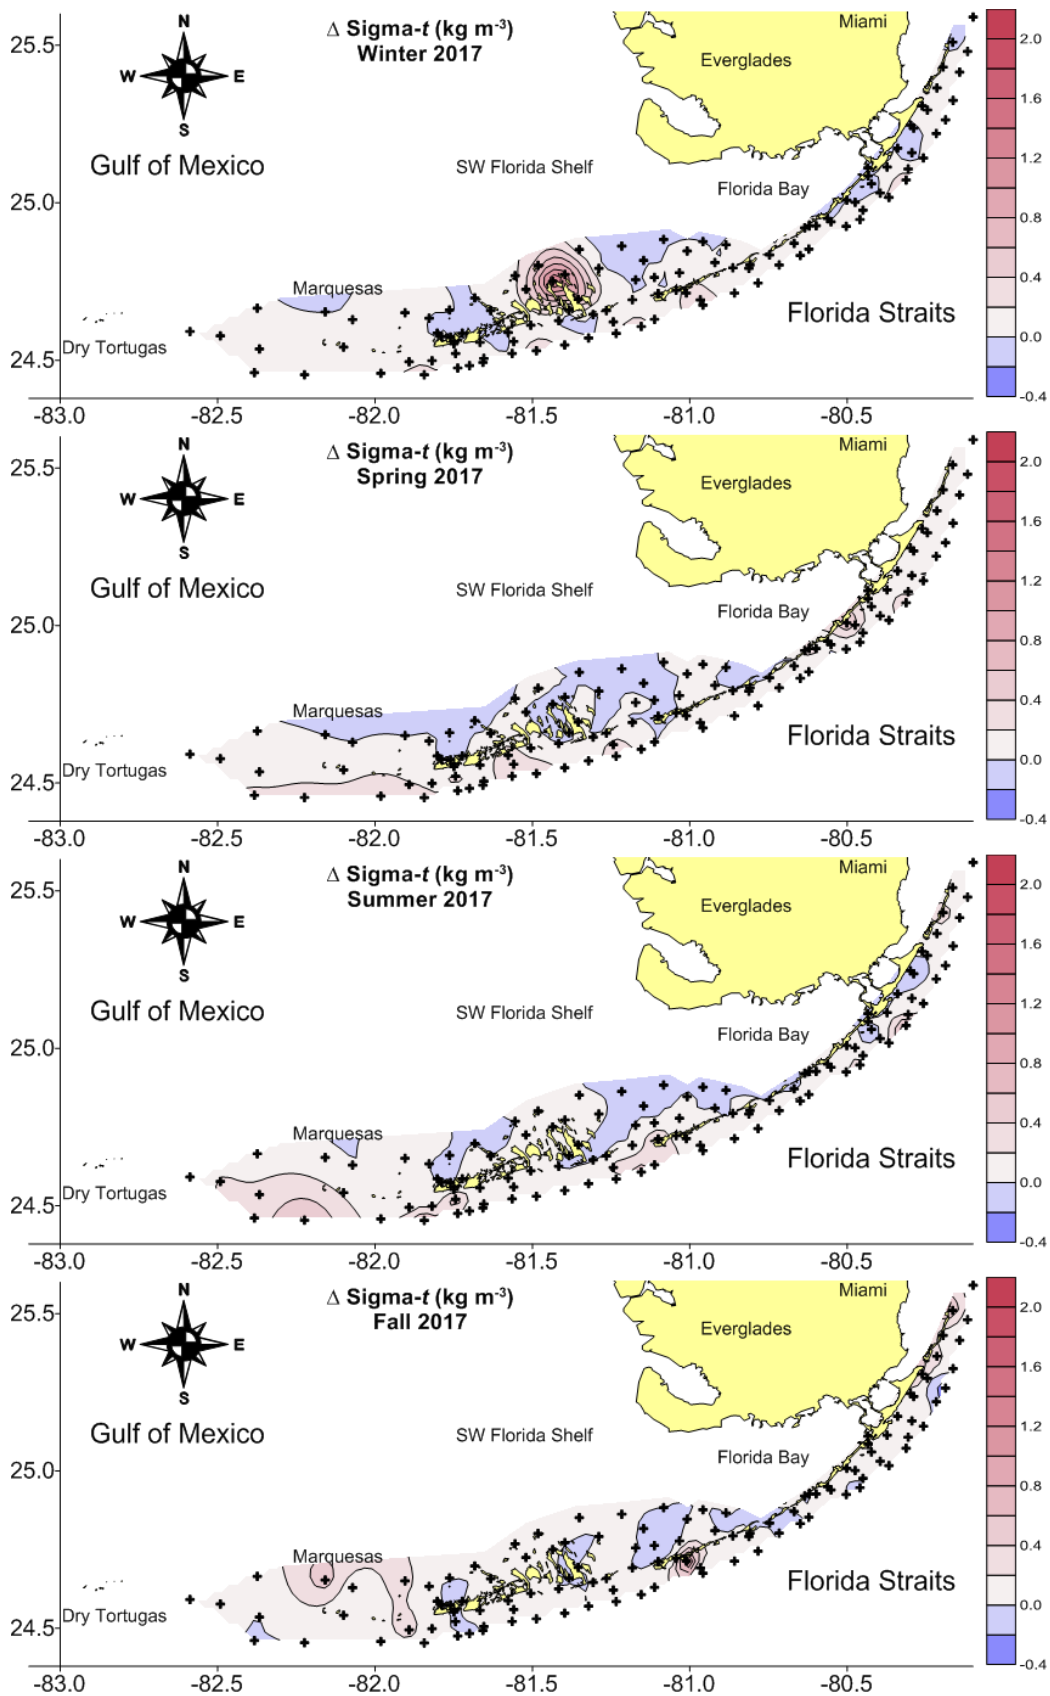 Δ Sigma-t (kg m-3)
Winter 2017
N
W E
S
Miami
Everglades
Gulf of Mexico
SW Florida Shelf
Florida Bay
Marquesas
Dry Tortugas
Florida Straits
25.5
25.0
24.5
-83.0 -82.5 -82.0 -81.5 -81.0 -80.5
2.0
1.6
1.2
0.8
0.4
0.0
-0.4
Δ Sigma-t (kg m-3)
Spring 2017
N
W E
S
Miami
Everglades
Gulf of Mexico
SW Florida Shelf
Florida Bay
Marquesas
Dry Tortugas
Florida Straits
25.5
25.0
24.5
-83.0 -82.5 -82.0 -81.5 -81.0 -80.5
2.0
1.6
1.2
0.8
0.4
0.0
-0.4
Δ Sigma-t (kg m-3)
Summer 2017
N
W E
S
Miami
Everglades
Gulf of Mexico
SW Florida Shelf
Florida Bay
Marquesas
Dry Tortugas
Florida Straits
25.5
25.0
24.5
-83.0 -82.5 -82.0 -81.5 -81.0 -80.5
2.0
1.6
1.2
0.8
0.4
0.0
-0.4
Δ Sigma-t (kg m-3)
Fall 2017
N
W E
S
Miami
Everglades
Gulf of Mexico
SW Florida Shelf
Florida Bay
Marquesas
Dry Tortugas
Florida Straits
25.5
25.0
24.5
-83.0 -82.5 -82.0 -81.5 -81.0 -80.5
2.0
1.6
1.2
0.8
0.4
0.0
-0.4